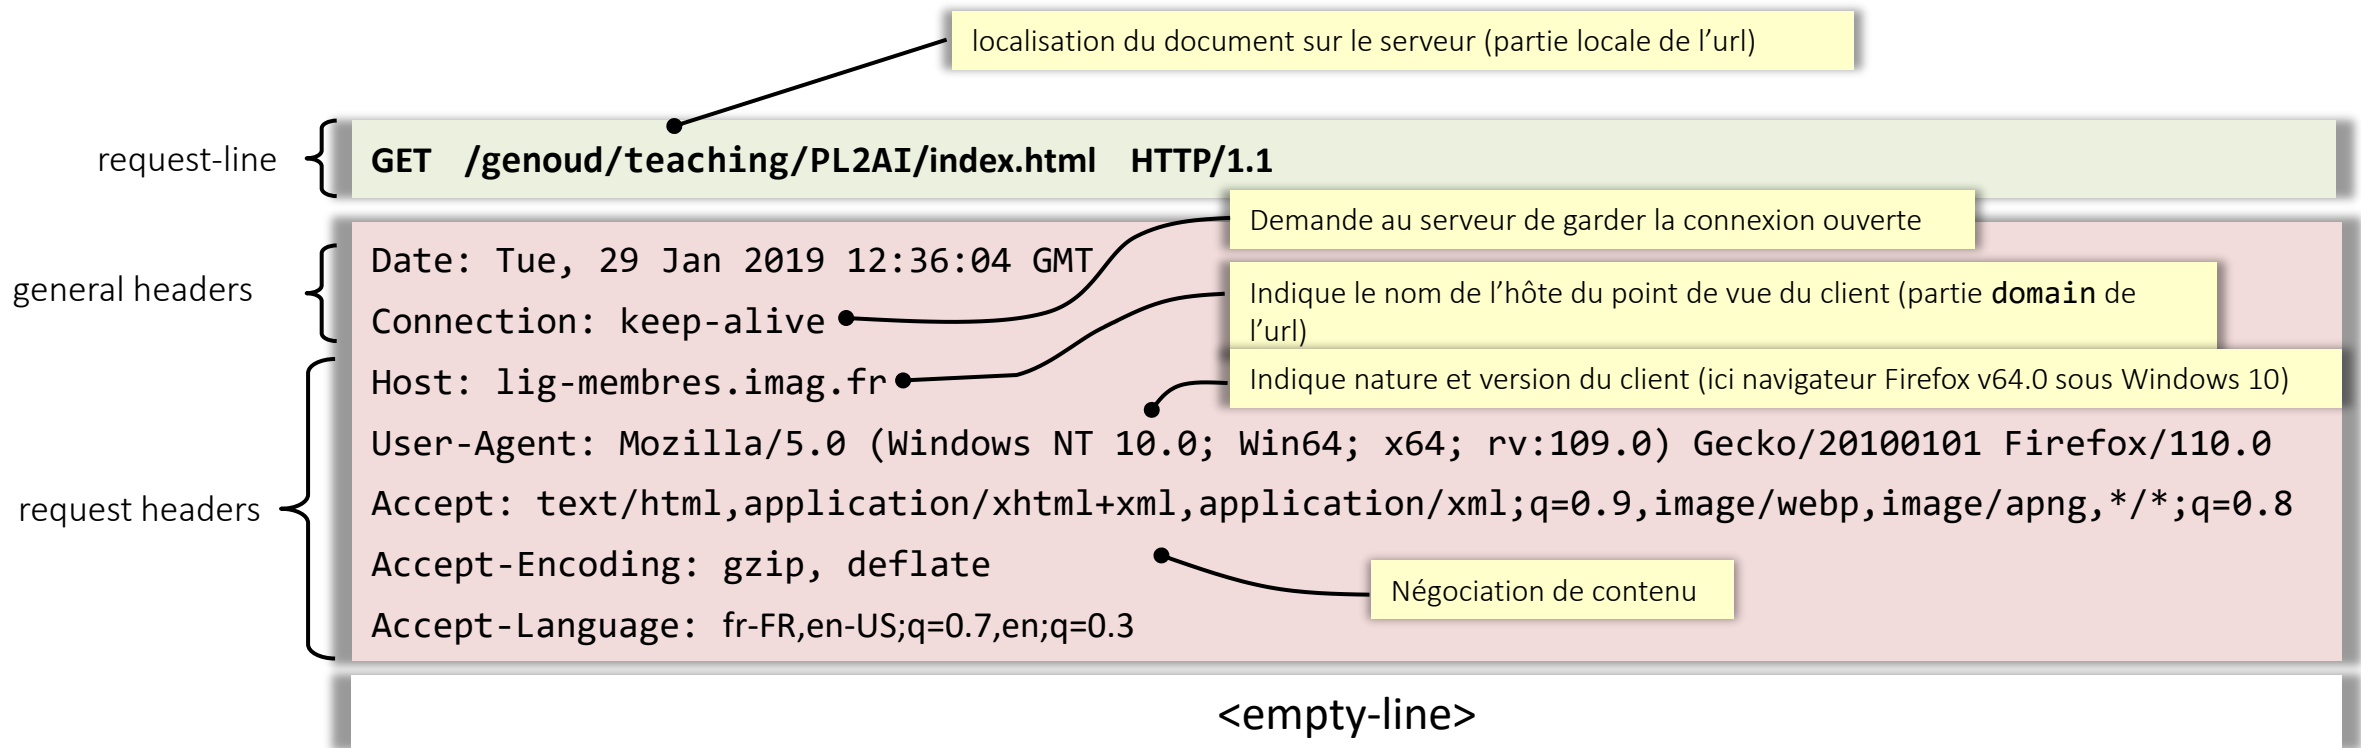 localisation du document sur le serveur (partie locale de l’url)
request-line
GET /genoud/teaching/PL2AI/index.html HTTP/1.1
Demande au serveur de garder la connexion ouverte
general headers
Date: Tue, 29 Jan 2019 12:36:04 GMT
Connection: keep-alive
Indique le nom de l’hôte du point de vue du client (partie domain de
l’url)
request headers
Host: lig-membres.imag.fr
Indique nature et version du client (ici navigateur Firefox v64.0 sous Windows 10)
User-Agent: Mozilla/5.0 (Windows NT 10.0; Win64; x64; rv:109.0) Gecko/20100101 Firefox/110.0
Accept: text/html,application/xhtml+xml,application/xml;q=0.9,image/webp,image/apng,*/*;q=0.8
Accept-Encoding: gzip, deflate
Négociation de contenu
Accept-Language: fr-FR,en-US;q=0.7,en;q=0.3
<empty-line>